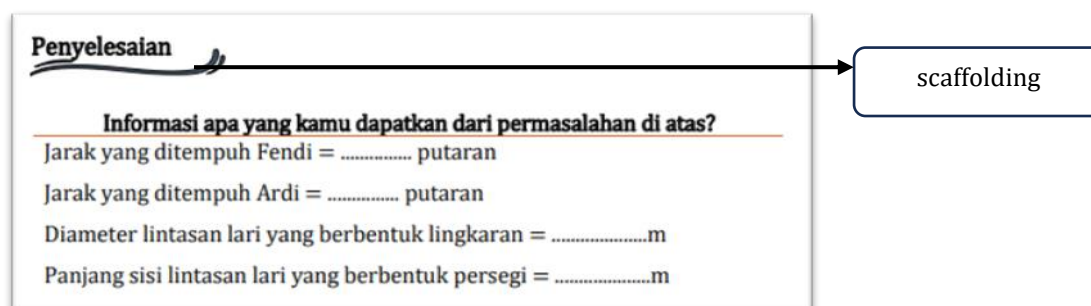 Penyelesaian
scaffolding
Informasi apa yang kamu dapatkan dari permasalahan di atas?
Jarak yang ditempuh Fendi = ............... putaran
Jarak yang ditempuh Ardi = ............... putaran
Diameter lintasan lari yang berbentuk lingkaran = ....................m
Panjang sisi lintasan lari yang berbentuk persegi = ....................m